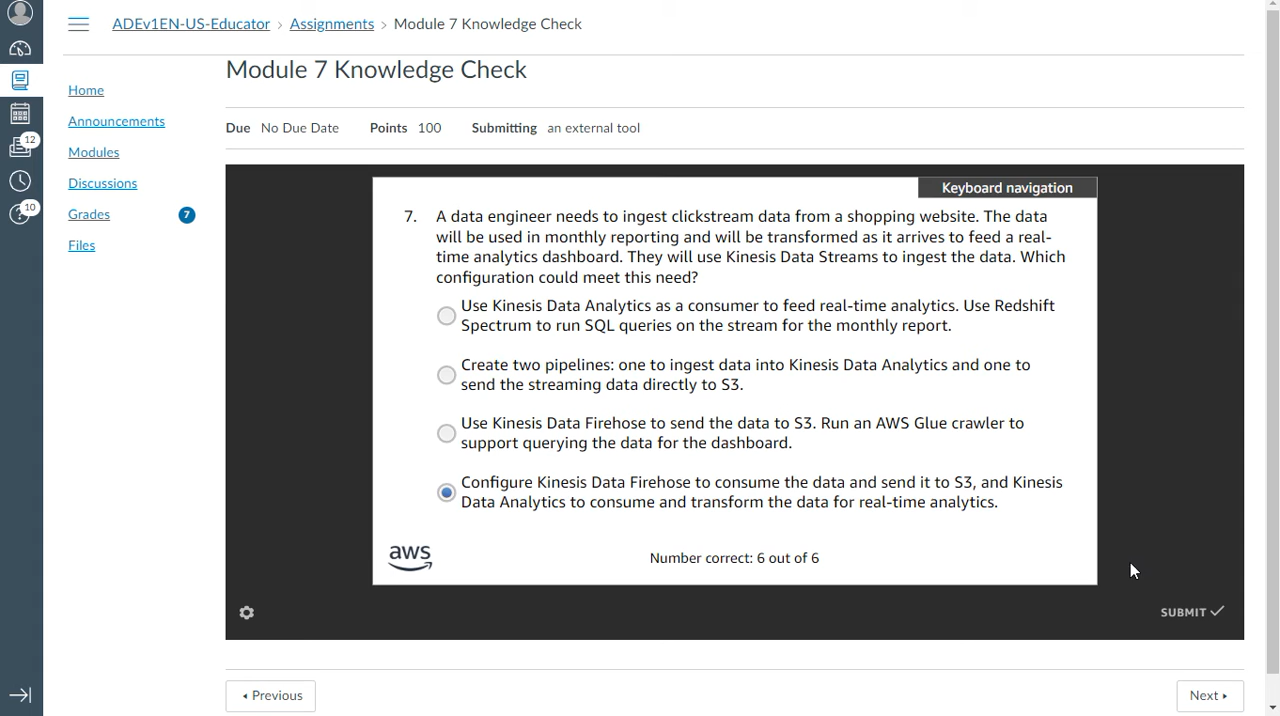 ADEv1EN-US-Educator › Assignments › Module 7 Knowledge Check
Module 7 Knowledge Check
Home
Announcements
Modules
Discussions
Grades 7
Files
12
10
Due No Due Date Points 100 Submitting an external tool
Keyboard navigation
7. A data engineer needs to ingest clickstream data from a shopping website. The data
will be used in monthly reporting and will be transformed as it arrives to feed a real-
time analytics dashboard. They will use Kinesis Data Streams to ingest the data. Which
configuration could meet this need?
Use Kinesis Data Analytics as a consumer to feed real-time analytics. Use Redshift
Spectrum to run SQL queries on the stream for the monthly report.
Create two pipelines: one to ingest data into Kinesis Data Analytics and one to
send the streaming data directly to S3.
Use Kinesis Data Firehose to send the data to S3. Run an AWS Glue crawler to
support querying the data for the dashboard.
Configure Kinesis Data Firehose to consume the data and send it to S3, and Kinesis
Data Analytics to consume and transform the data for real-time analytics.
aws
Number correct: 6 out of 6
SUBMIT
Previous
Next